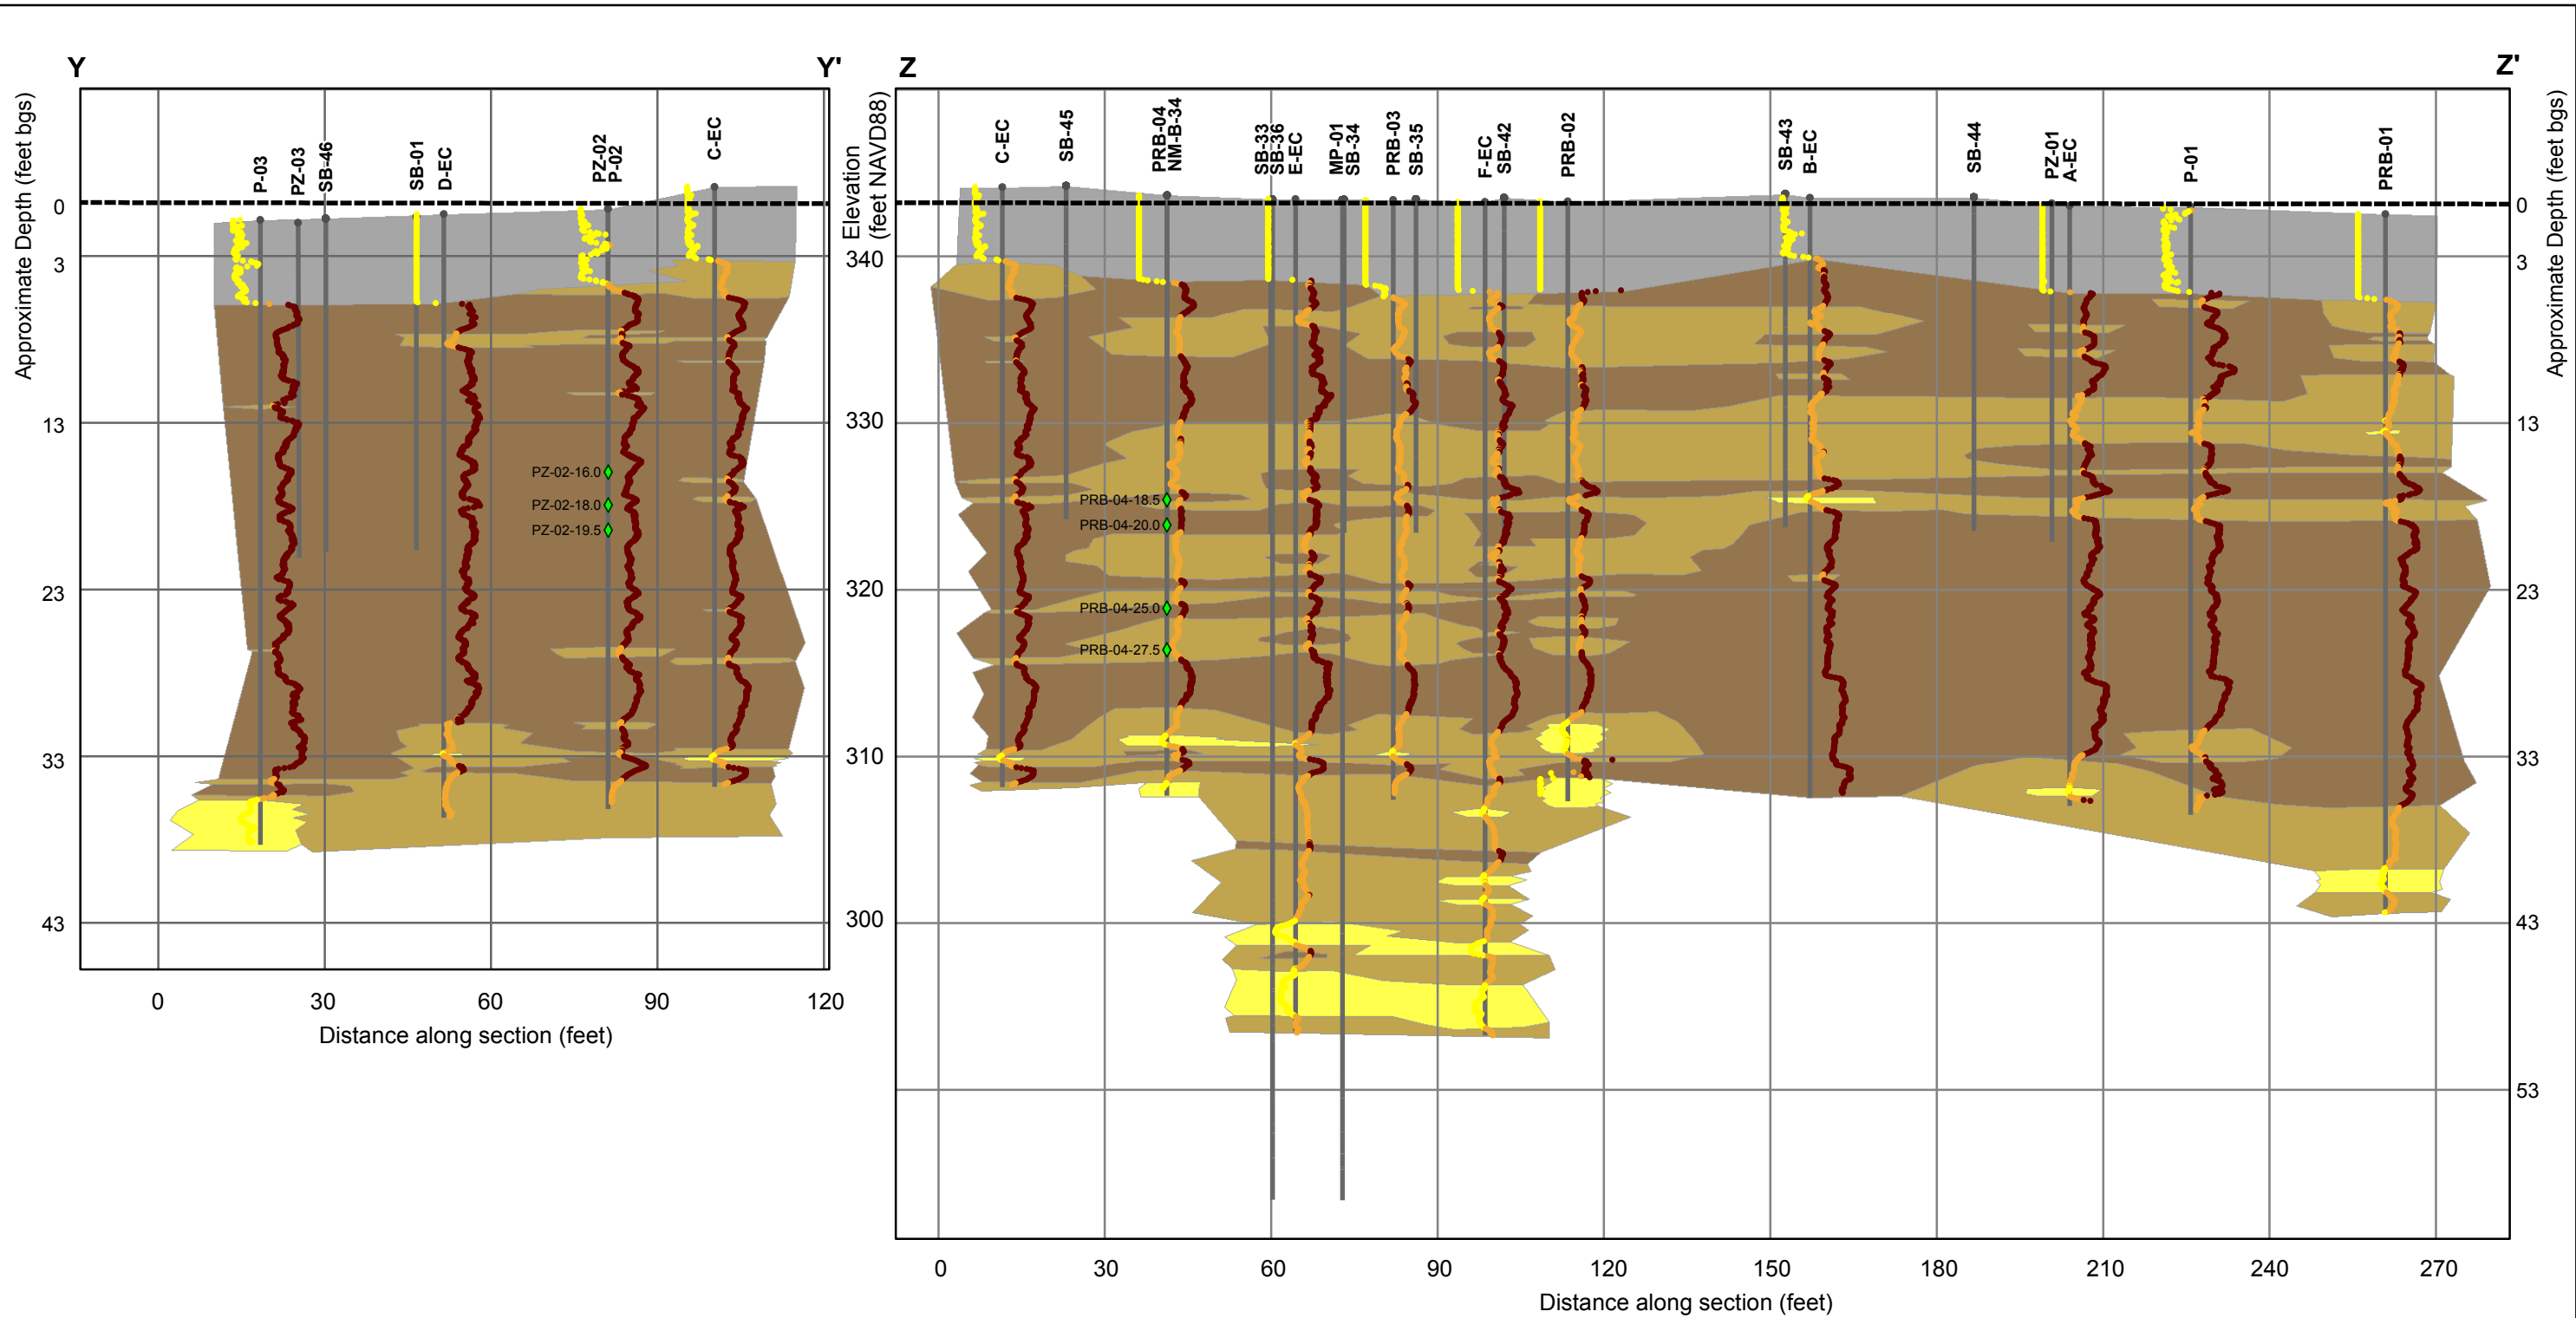 Y
Y'
Z
Z'
Approximate Depth (feet bgs)
Elevation
(feet NAVD88)
Approximate Depth (feet bgs)
P-03
PZ-03
SB-46
SB-01
D-EC
PZ-02
P-02
C-EC
C-EC
SB-45
PRB-04
NM-B-34
SB-33
SB-36
E-EC
MP-01
SB-34
PRB-03
SB-35
F-EC
SB-42
PRB-02
SB-43
B-EC
SB-44
PZ-01
A-EC
P-01
PRB-01
0
3
13
23
33
43
340
330
320
310
300
0
3
13
23
33
43
53
PZ-02-16.0
PZ-02-18.0
PZ-02-19.5
PRB-04-18.5
PRB-04-20.0
PRB-04-25.0
PRB-04-27.5
0 30 60 90 120
Distance along section (feet)
0 30 60 90 120 150 180 210 240 270
Distance along section (feet)